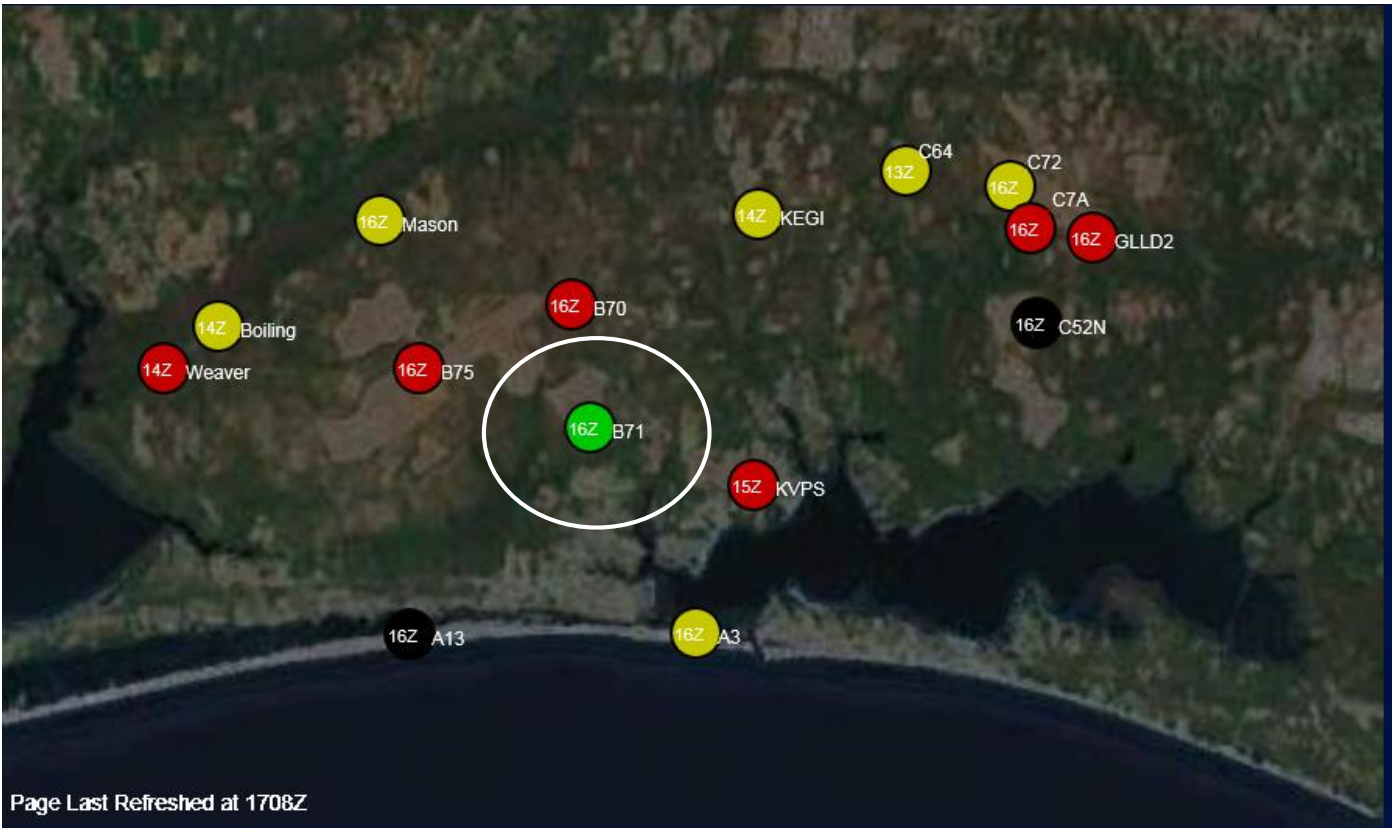 C64
13Z
C72
16Z
C7A
16Z
16Z GLLD2
16Z Mason
14Z KEGI
16Z B70
14Z Boiling
16Z C52N
14Z Weaver
16Z B75
16Z B71
15Z KVPS
16Z A13
16Z A3
Page Last Refreshed at 1708Z